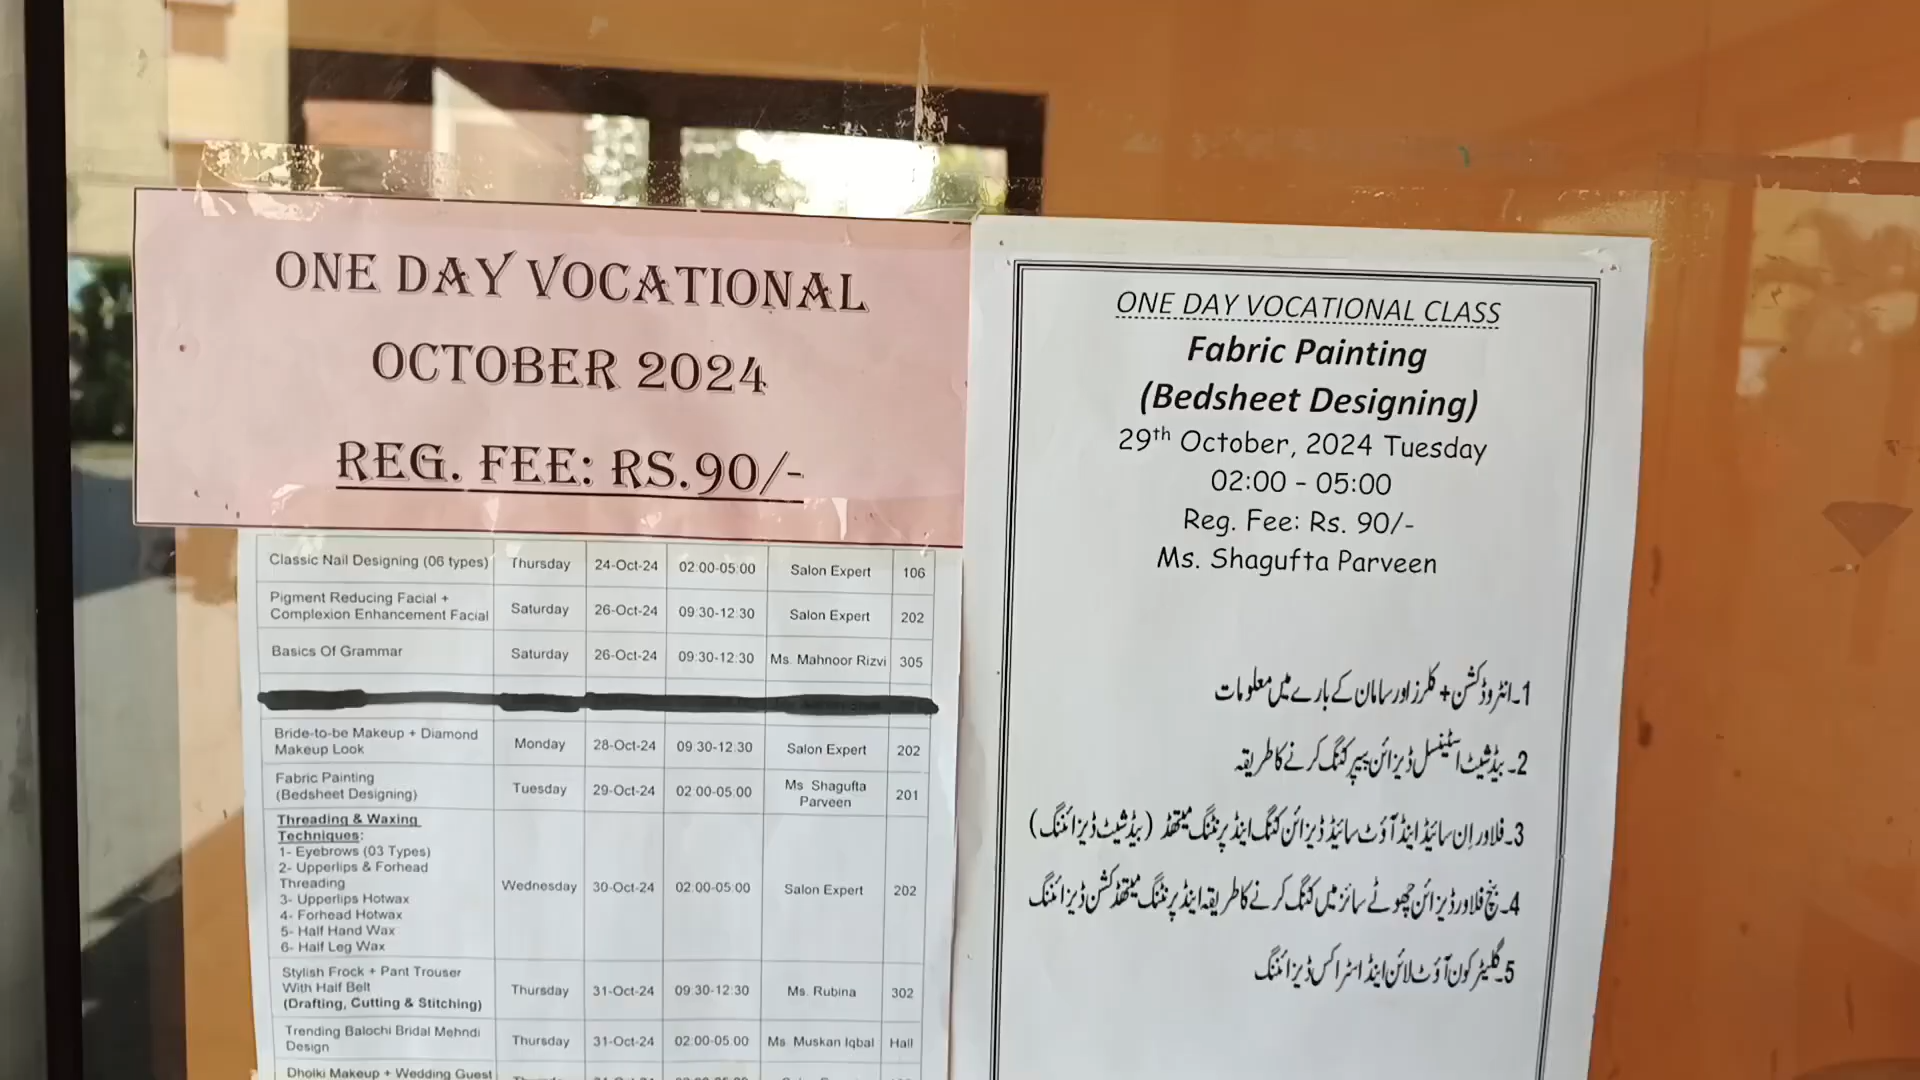 ONE DAY VOCATIONAL
OCTOBER 2024
REG. FEE: RS.90/-
Classic Nail Designing (06 types) Thursday 24-Oct-24 02:00-05:00 Salon Expert 106
Pigment Reducing Facial +
Complexion Enhancement Facial Saturday 26-Oct-24 09:30-12:30 Salon Expert 202
Basics Of Grammar Saturday 26-Oct-24 09:30-12:30 Ms. Mahnoor Rizvi 305
Bride-to-be Makeup + Diamond
Makeup Look Monday 28-Oct-24 09:30-12:30 Salon Expert 202
Fabric Painting
(Bedsheet Designing) Tuesday 29-Oct-24 02:00-05:00 Ms Shagufta
Parveen 201
Threading & Waxing
Techniques:
1- Eyebrows (03 Types)
2- Upperlips & Forhead
Threading
3- Upperlips Hotwax
4- Forhead Hotwax
5- Half Hand Wax
6- Half Leg Wax
Wednesday 30-Oct-24 02:00-05:00 Salon Expert 202
Stylish Frock + Pant Trouser
With Half Belt
(Drafting, Cutting & Stitching) Thursday 31-Oct-24 09:30-12:30 Ms. Rubina 302
Trending Balochi Bridal Mehndi
Design Thursday 31-Oct-24 02:00-05:00 Ms Muskan Iqbal Hall
Dholki Makeup + Wedding Guest
ONE DAY VOCATIONAL CLASS
Fabric Painting
(Bedsheet Designing)
29th October, 2024 Tuesday
02:00 - 05:00
Reg. Fee: Rs. 90/-
Ms. Shagufta Parveen
1۔انٹروڈکشن + کلرز اور سامان کے بارے میں معلومات
2۔بیڈشیٹ اسٹینسل ڈیزائن پیپر کٹنگ کرنے کا طریقہ
3۔فلاور اِن سائیڈ اینڈ آؤٹ سائیڈ ڈیزائن کٹنگ اینڈ پرنٹنگ میتھڈ (بیڈشیٹ ڈیزائننگ)
4۔بنچ فلاور ڈیزائن چھوٹے سائز میں کٹنگ کرنے کا طریقہ اینڈ پرنٹنگ میتھڈ کشن ڈیزائننگ
5۔گلیٹر کون آؤٹ لائن اینڈ اسٹراکس ڈیزائننگ